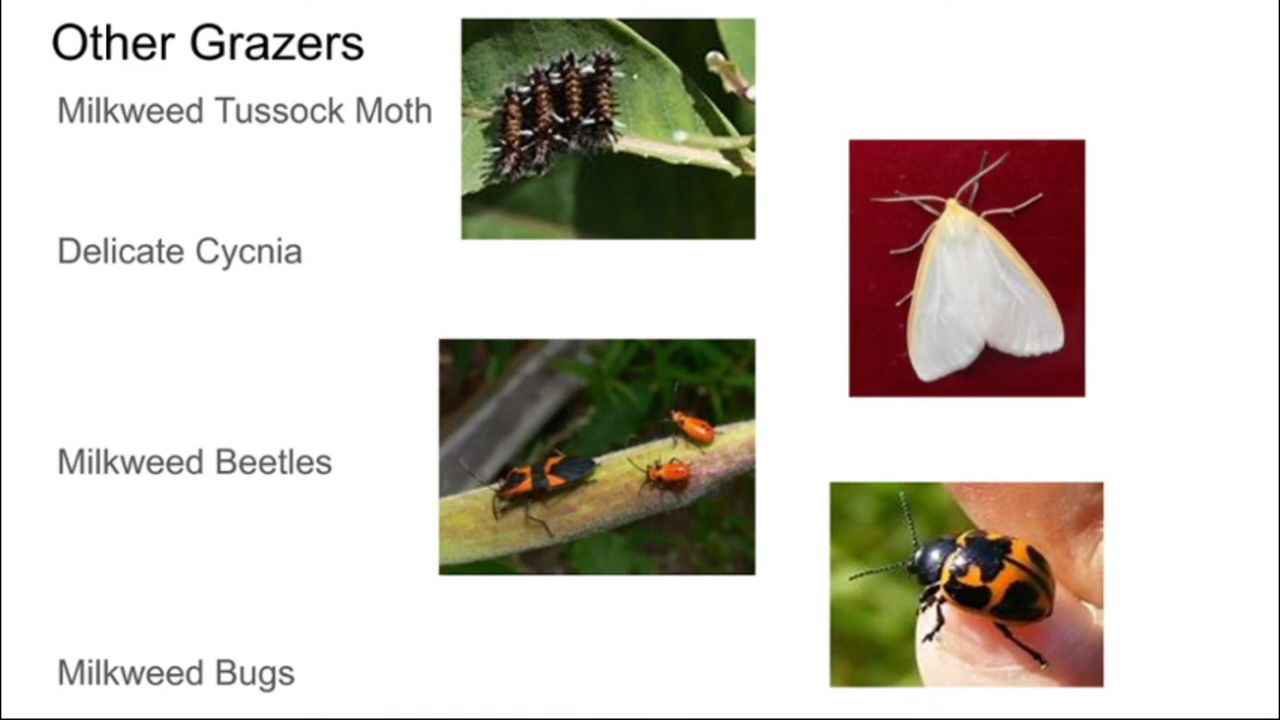 Other Grazers
Milkweed Tussock Moth
Delicate Cycnia
Milkweed Beetles
Milkweed Bugs